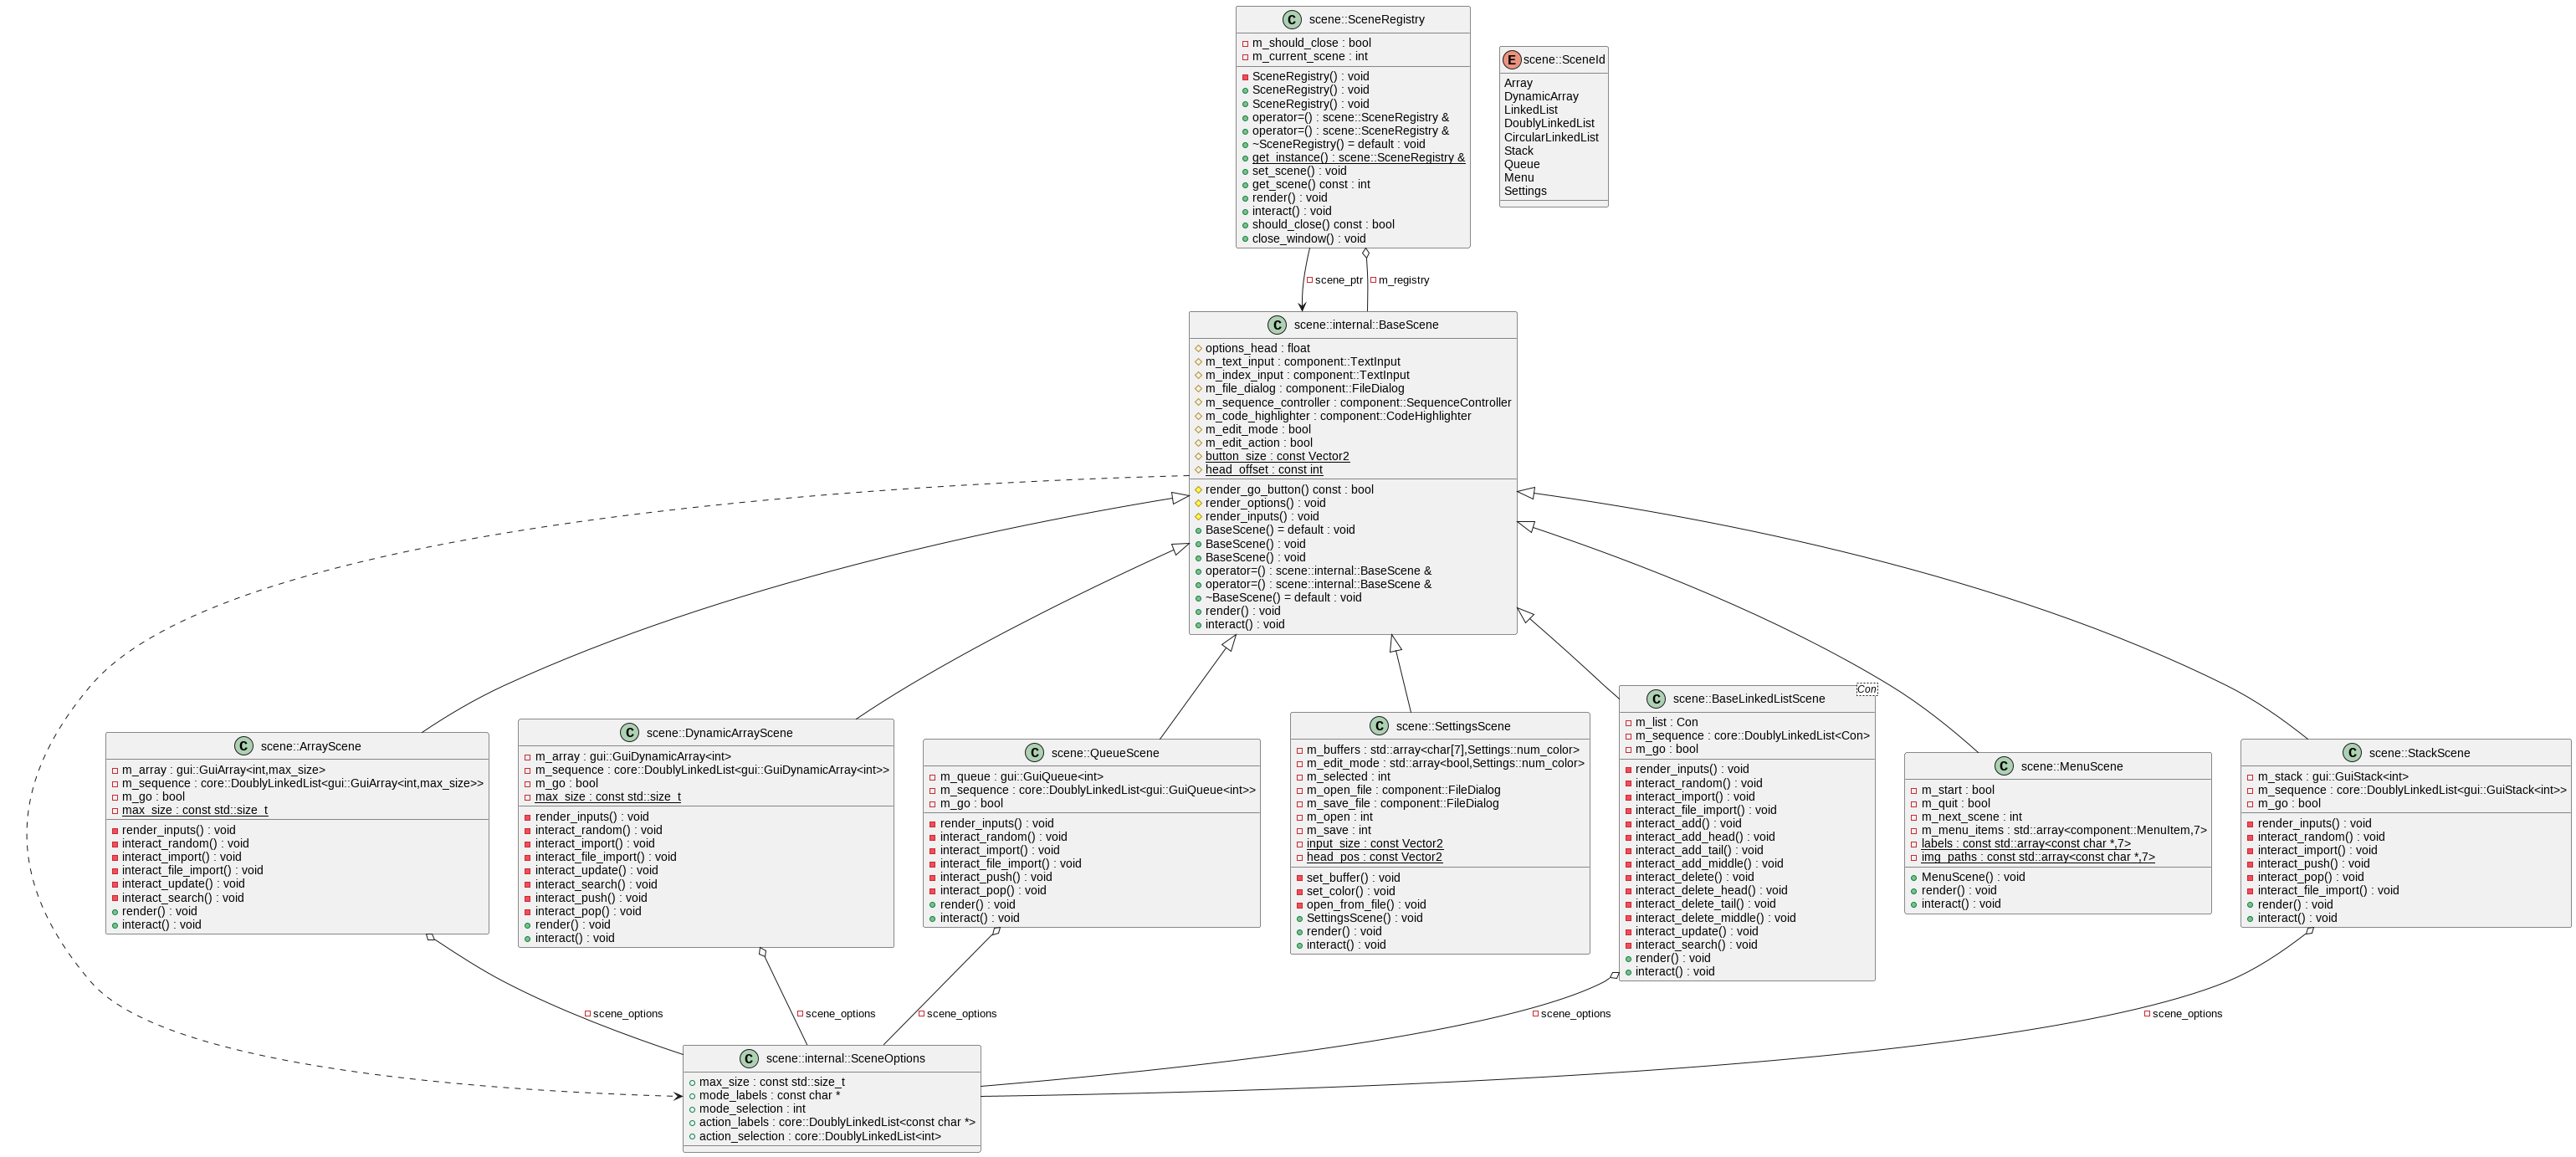 C scene::SceneRegistry
m_should_close : bool
m_current_scene : int
SceneRegistry() : void
SceneRegistry() : void
SceneRegistry() : void
operator=() : scene::SceneRegistry &
operator=() : scene::SceneRegistry &
~SceneRegistry() = default : void
get_instance() : scene::SceneRegistry &
set_scene() : void
get_scene() const : int
render() : void
interact() : void
should_close() const : bool
close_window() : void
E scene::SceneId
Array
DynamicArray
LinkedList
DoublyLinkedList
CircularLinkedList
Stack
Queue
Menu
Settings
scene_ptr
m_registry
C scene::internal::BaseScene
options_head : float
m_text_input : component::TextInput
m_index_input : component::TextInput
m_file_dialog : component::FileDialog
m_sequence_controller : component::SequenceController
m_code_highlighter : component::CodeHighlighter
m_edit_mode : bool
m_edit_action : bool
button_size : const Vector2
head_offset : const int
render_go_button() const : bool
render_options() : void
render_inputs() : void
BaseScene() = default : void
BaseScene() : void
BaseScene() : void
operator=() : scene::internal::BaseScene &
operator=() : scene::internal::BaseScene &
~BaseScene() = default : void
render() : void
interact() : void
C scene::ArrayScene
m_array : gui::GuiArray<int,max_size>
m_sequence : core::DoublyLinkedList<gui::GuiArray<int,max_size>>
m_go : bool
max_size : const std::size_t
render_inputs() : void
interact_random() : void
interact_import() : void
interact_file_import() : void
interact_update() : void
interact_search() : void
render() : void
interact() : void
C scene::DynamicArrayScene
m_array : gui::GuiDynamicArray<int>
m_sequence : core::DoublyLinkedList<gui::GuiDynamicArray<int>>
m_go : bool
max_size : const std::size_t
render_inputs() : void
interact_random() : void
interact_import() : void
interact_file_import() : void
interact_update() : void
interact_search() : void
interact_push() : void
interact_pop() : void
render() : void
interact() : void
C scene::QueueScene
m_queue : gui::GuiQueue<int>
m_sequence : core::DoublyLinkedList<gui::GuiQueue<int>>
m_go : bool
render_inputs() : void
interact_random() : void
interact_import() : void
interact_file_import() : void
interact_push() : void
interact_pop() : void
render() : void
interact() : void
C scene::SettingsScene
m_buffers : std::array<char[7],Settings::num_color>
m_edit_mode : std::array<bool,Settings::num_color>
m_selected : int
m_open_file : component::FileDialog
m_save_file : component::FileDialog
m_open : int
m_save : int
input_size : const Vector2
head_pos : const Vector2
set_buffer() : void
set_color() : void
open_from_file() : void
SettingsScene() : void
render() : void
interact() : void
C scene::BaseLinkedListScene
Con
m_list : Con
m_sequence : core::DoublyLinkedList<Con>
m_go : bool
render_inputs() : void
interact_random() : void
interact_import() : void
interact_file_import() : void
interact_add() : void
interact_add_head() : void
interact_add_tail() : void
interact_add_middle() : void
interact_delete() : void
interact_delete_head() : void
interact_delete_tail() : void
interact_delete_middle() : void
interact_update() : void
interact_search() : void
render() : void
interact() : void
C scene::MenuScene
m_start : bool
m_quit : bool
m_next_scene : int
m_menu_items : std::array<component::MenuItem,7>
labels : const std::array<const char *,7>
img_paths : const std::array<const char *,7>
MenuScene() : void
render() : void
interact() : void
C scene::StackScene
m_stack : gui::GuiStack<int>
m_sequence : core::DoublyLinkedList<gui::GuiStack<int>>
m_go : bool
render_inputs() : void
interact_random() : void
interact_import() : void
interact_push() : void
interact_pop() : void
interact_file_import() : void
render() : void
interact() : void
scene_options
scene_options
scene_options
scene_options
scene_options
C scene::internal::SceneOptions
max_size : const std::size_t
mode_labels : const char *
mode_selection : int
action_labels : core::DoublyLinkedList<const char *>
action_selection : core::DoublyLinkedList<int>